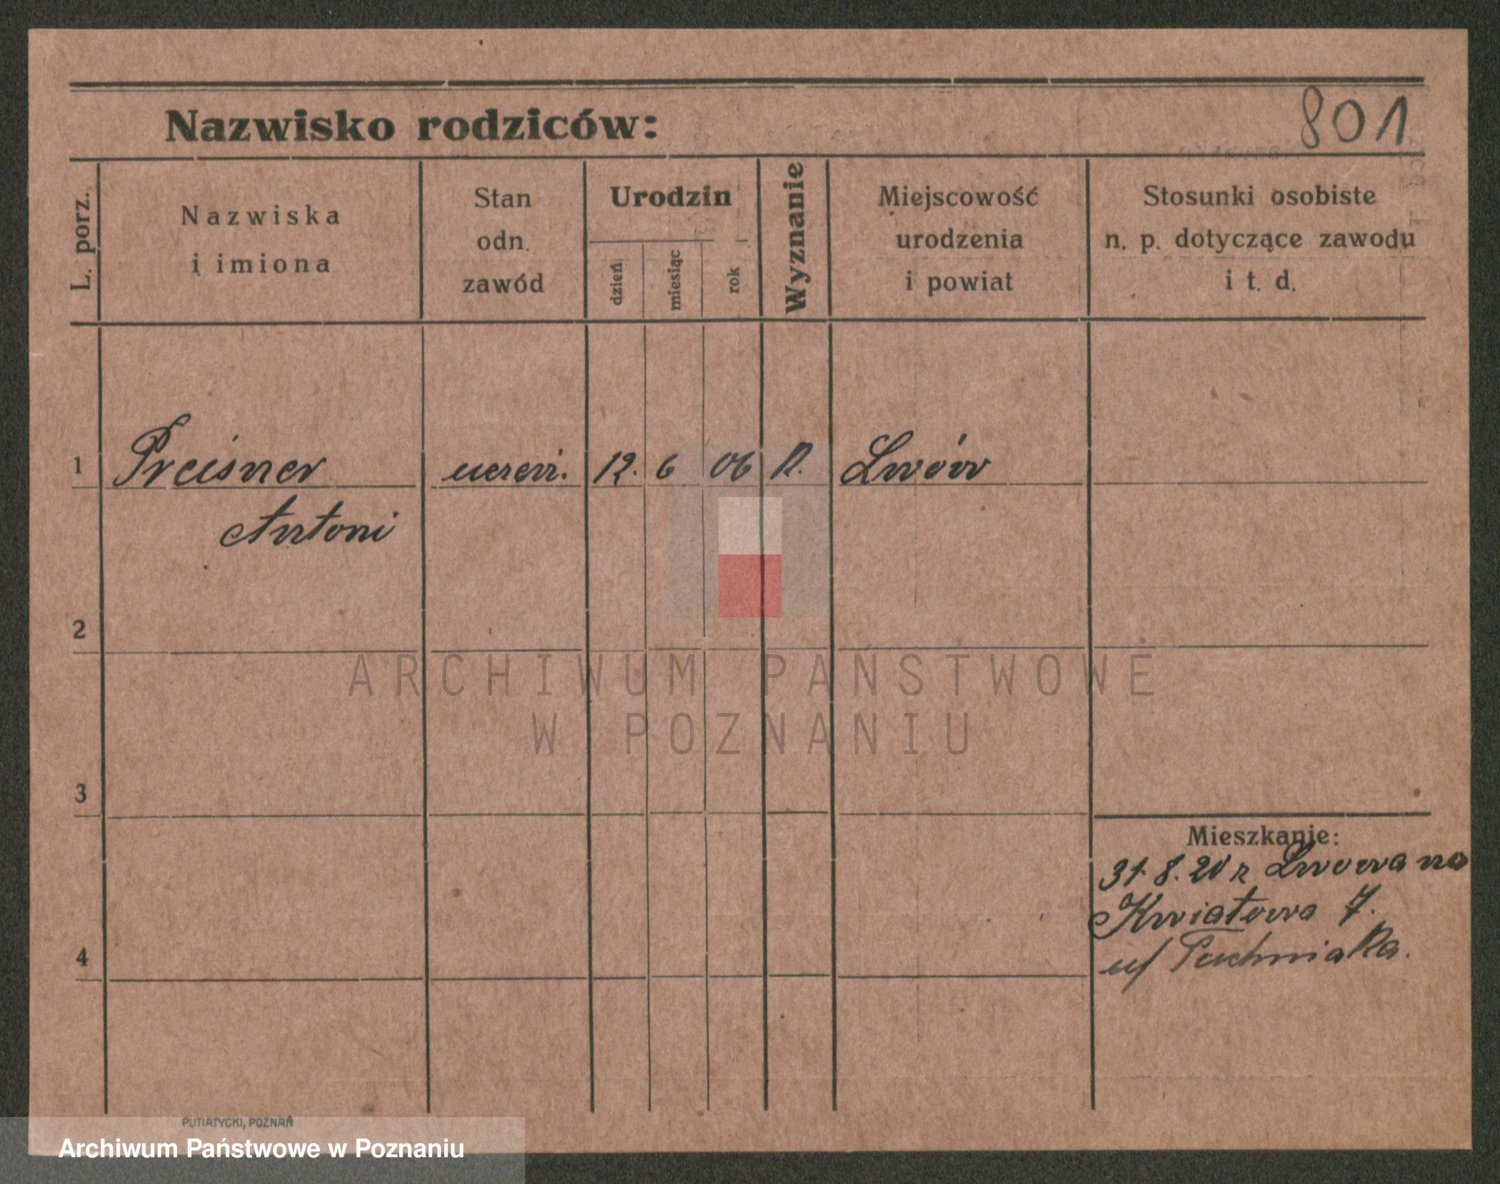 801
Nazwisko rodziców:
L. porz.
Nazwiska
i imiona
Stan
odn.
zawód
Urodzin
dzień
miesiąc
rok
Wyznanie
Miejscowość
urodzenia
i powiat
Stosunki osobiste
n. p. dotyczące zawodu
i t. d.
1 Preisner 12. 6 06 R. Lwów
Antoni
2
3
4
Mieszkanie:
31.8.20 z Lwowa na
Kwiatowa 7.
u/ Tuchniaka.
ARCHIWUM PAŃSTWOWE
W POZNANIU
PUTIATYCKI, POZNAŃ
Archiwum Państwowe w Poznaniu